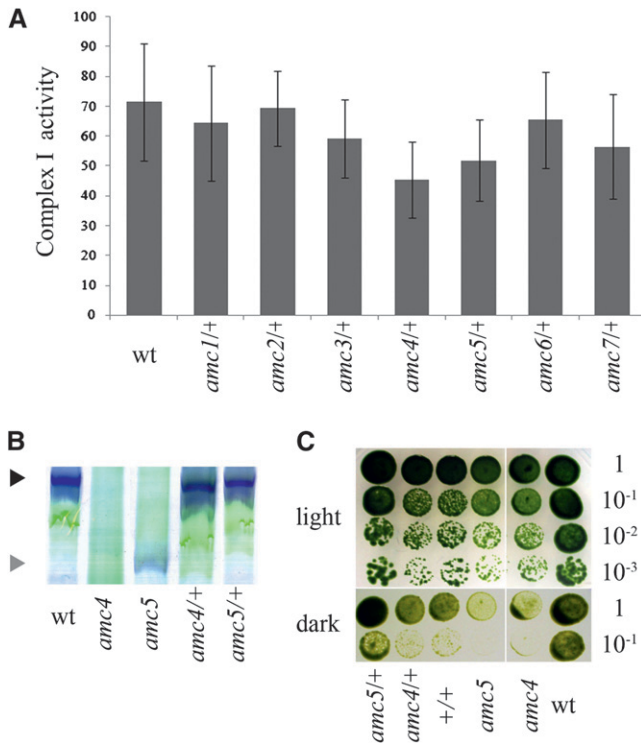 A
Complex I activity
100
90
80
70
60
50
40
30
20
10
0
wt
amc1/+
amc2/+
amc3/+
amc4/+
amc5/+
amc6/+
amc7/+
B
wt
amc4
amc5
amc4/+
amc5/+
C
light
1
10-1
10-2
10-3
dark
1
10-1
amc5/+
amc4/+
+/+
amc5
amc4
wt